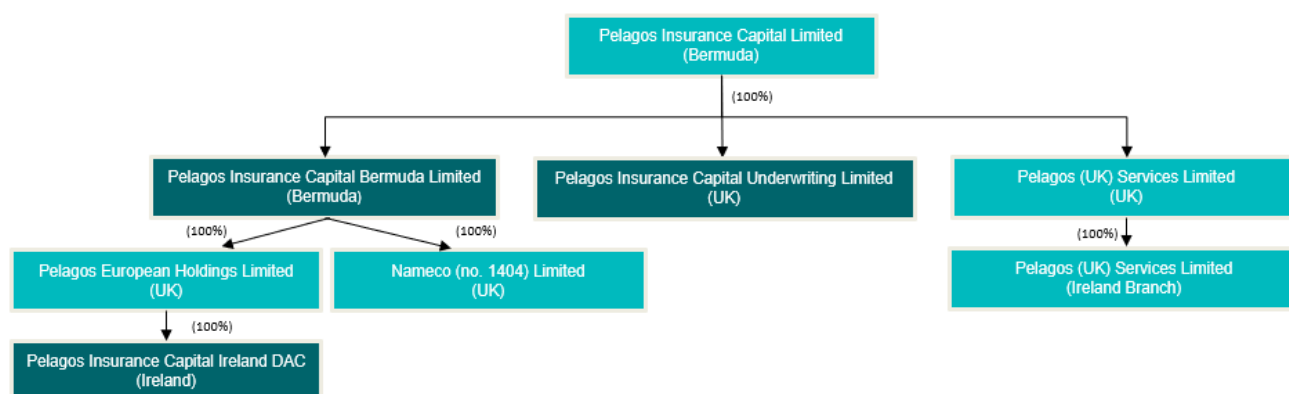 Pelagos Insurance Capital Limited
(Bermuda)
(100%)
Pelagos Insurance Capital Bermuda Limited
(Bermuda)
Pelagos Insurance Capital Underwriting Limited
(UK)
Pelagos (UK) Services Limited
(UK)
(100%)
(100%)
(100%)
Pelagos European Holdings Limited
(UK)
Nameco (no. 1404) Limited
(UK)
Pelagos (UK) Services Limited
(Ireland Branch)
(100%)
Pelagos Insurance Capital Ireland DAC
(Ireland)